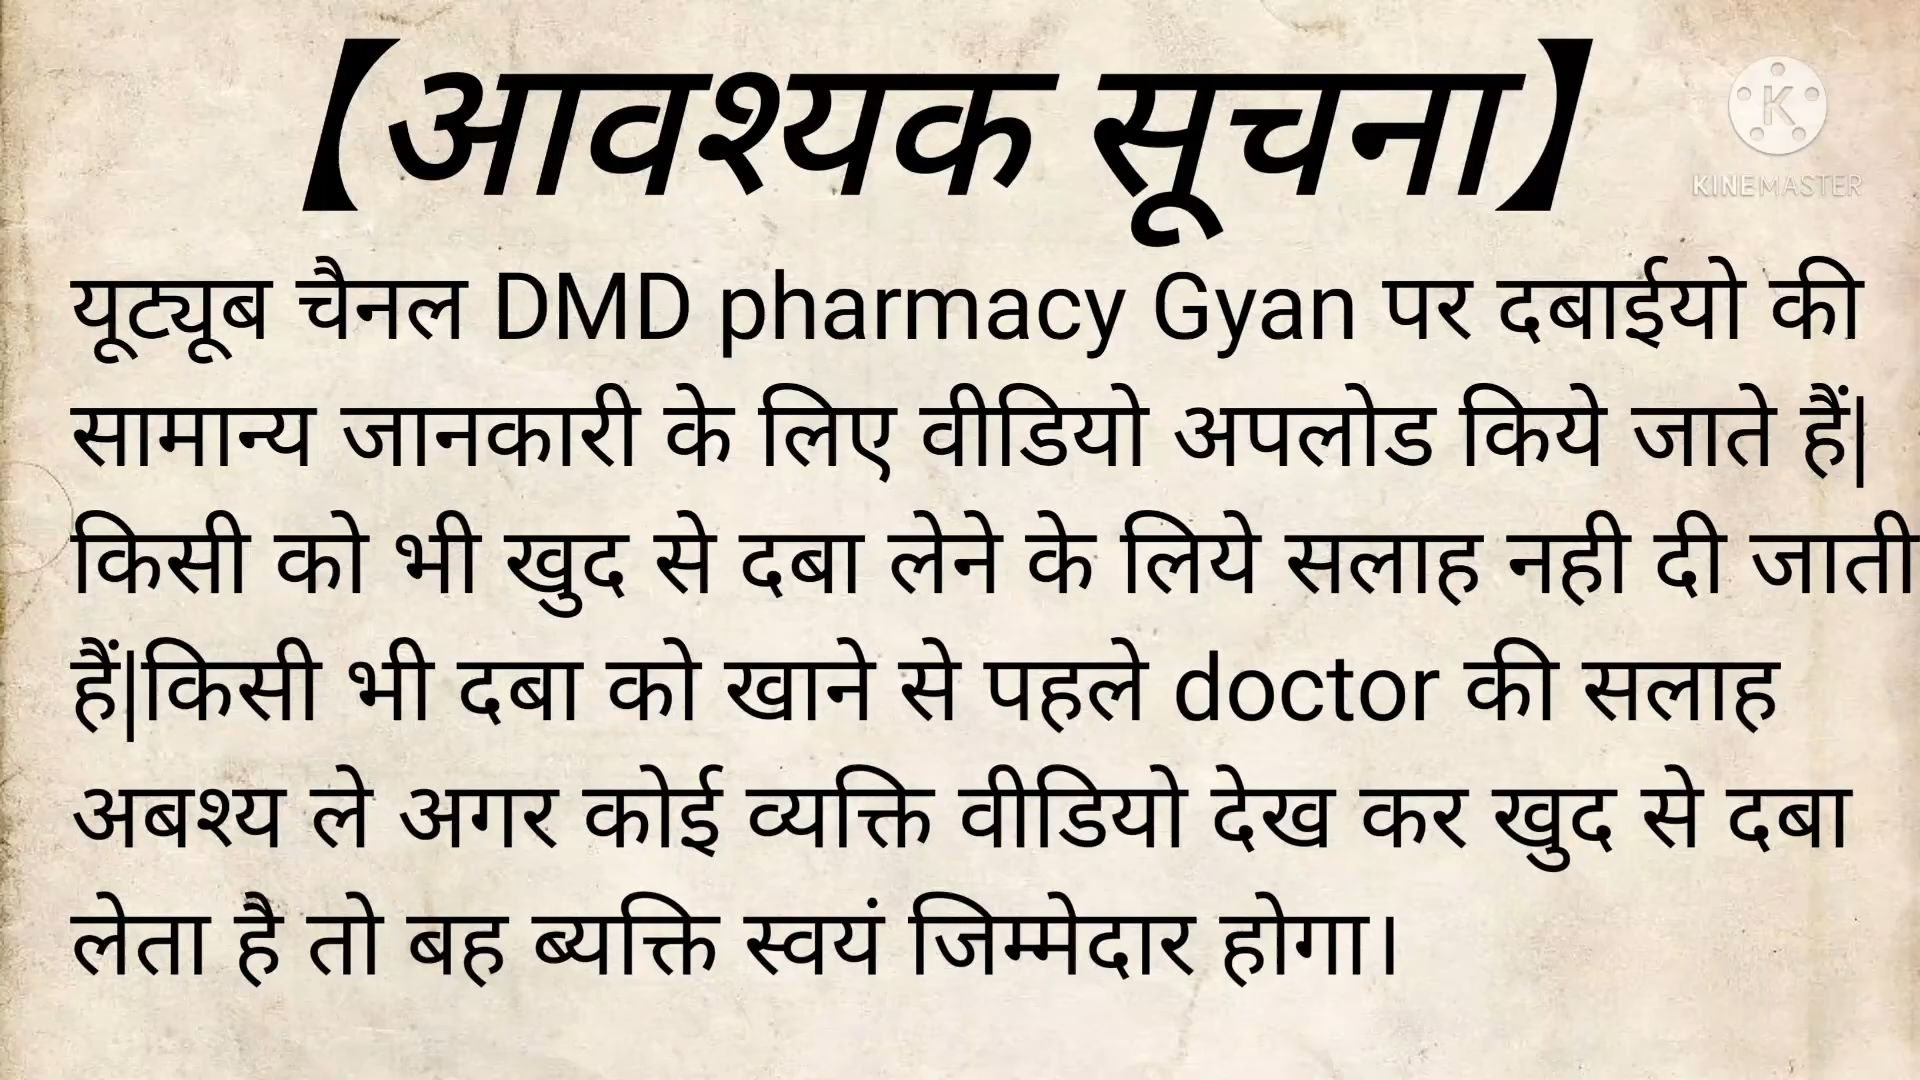 【आवश्यक सूचना】
KINEMASTER
यूट्यूब चैनल DMD pharmacy Gyan पर दबाईयो की
सामान्य जानकारी के लिए वीडियो अपलोड किये जाते हैं|
किसी को भी खुद से दबा लेने के लिये सलाह नही दी जाती
हैं|किसी भी दबा को खाने से पहले doctor की सलाह
अबश्य ले अगर कोई व्यक्ति वीडियो देख कर खुद से दबा
लेता है तो बह ब्यक्ति स्वयं जिम्मेदार होगा।